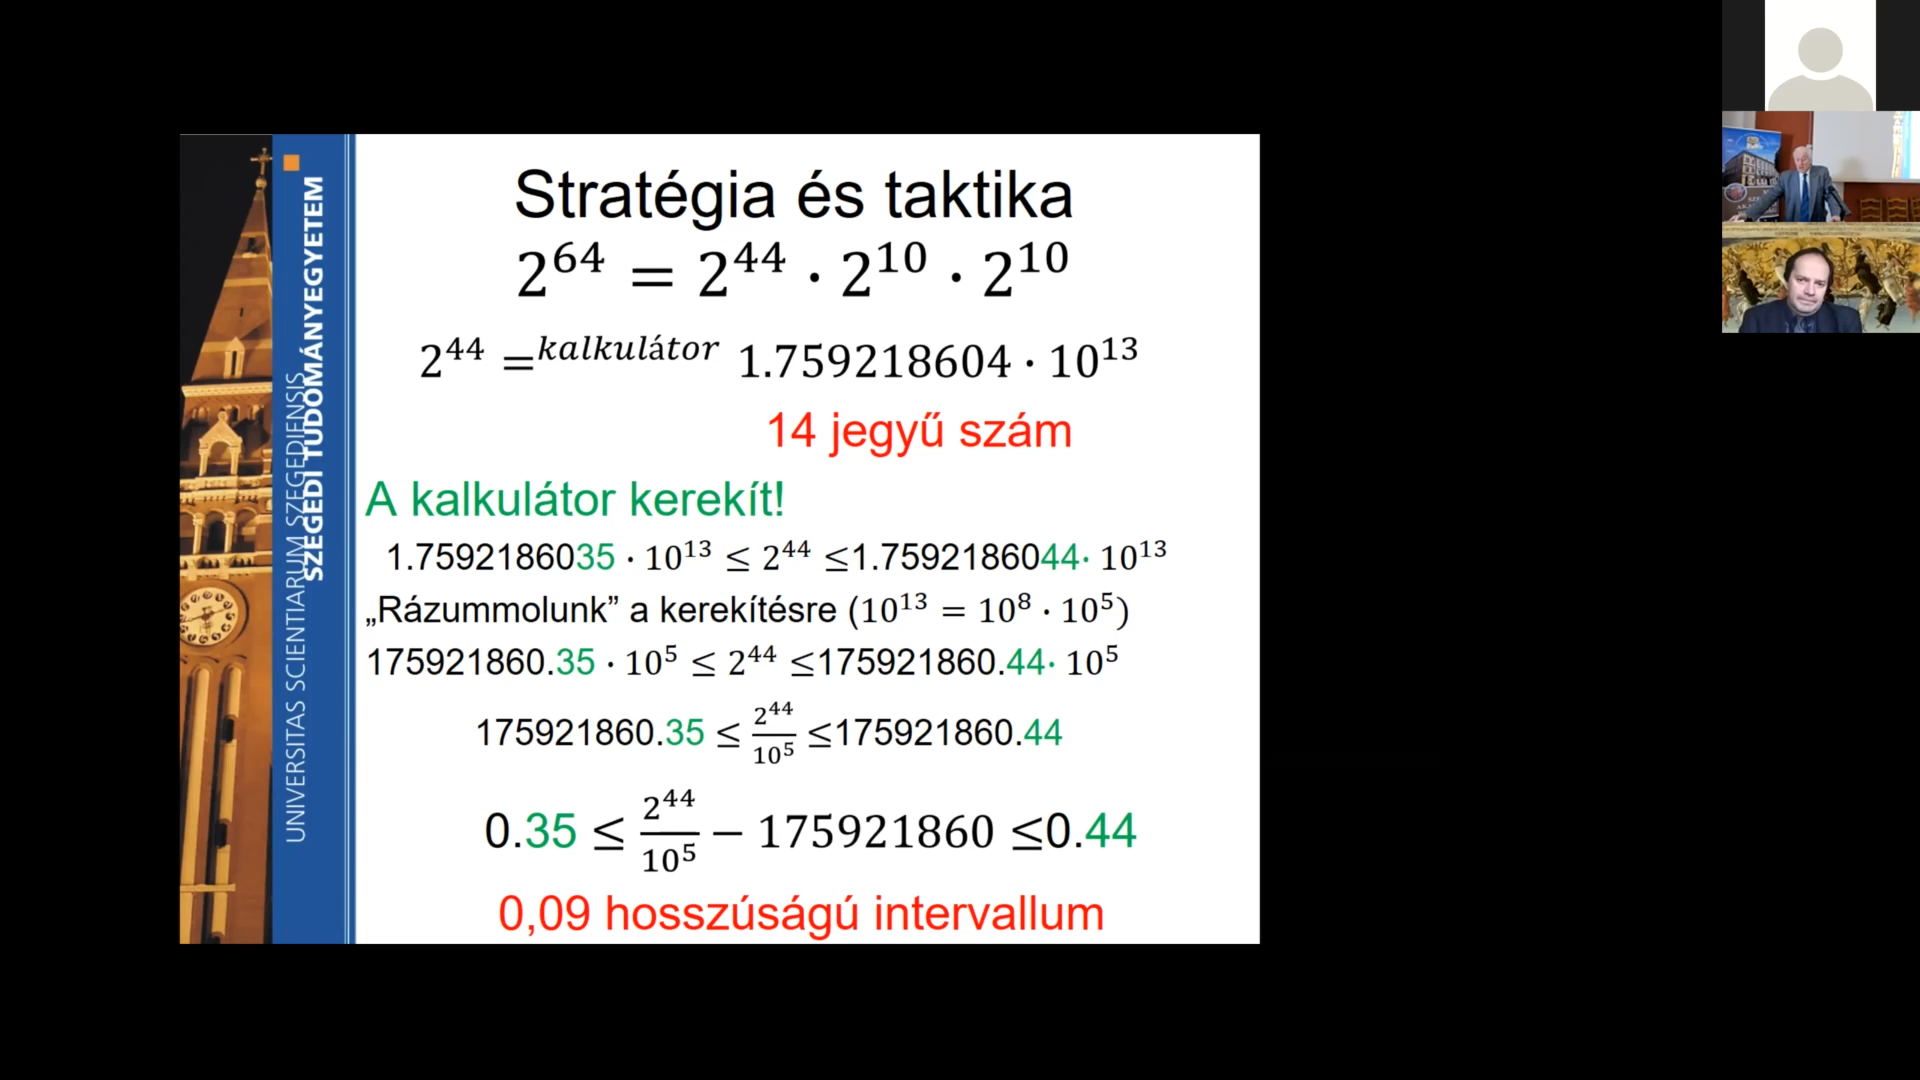 Stratégia és taktika
2^64 = 2^44 · 2^10 · 2^10
2^44 =^kalkulátor 1.759218604 · 10^13
14 jegyű szám
A kalkulátor kerekít!
1.7592186035 · 10^13 ≤ 2^44 ≤1.7592186044· 10^13
„Rázummolunk” a kerekítésre (10^13 = 10^8 · 10^5)
175921860.35 · 10^5 ≤ 2^44 ≤175921860.44· 10^5
175921860.35 ≤ 2^44/10^5 ≤175921860.44
0.35 ≤ 2^44/10^5 − 175921860 ≤0.44
0,09 hosszúságú intervallum
UNIVERSITAS SCIENTIARUM SZEGEDIENSIS
SZEGEDI TUDOMÁNYEGYETEM